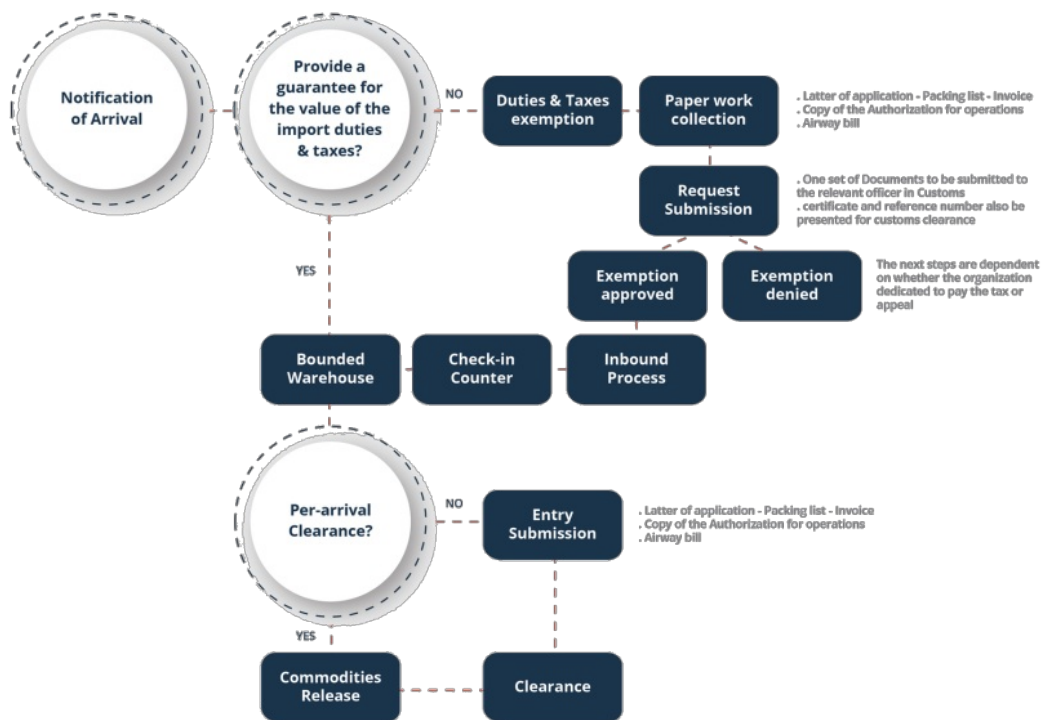 Notification
of Arrival
Provide a
guarantee for
the value of the
import duties
& taxes?
NO
Duties & Taxes
exemption
Paper work
collection
. Latter of application - Packing list - Invoice
. Copy of the Authorization for operations
. Airway bill
Request
Submission
. One set of Documents to be submitted to
the relevant officer in Customs
. certificate and reference number also be
presented for customs clearance
YES
Exemption
approved
Exemption
denied
The next steps are dependent
on whether the organization
dedicated to pay the tax or
appeal
Bounded
Warehouse
Check-in
Counter
Inbound
Process
Per-arrival
Clearance?
NO
Entry
Submission
. Latter of application - Packing list - Invoice
. Copy of the Authorization for operations
. Airway bill
YES
Commodities
Release
Clearance